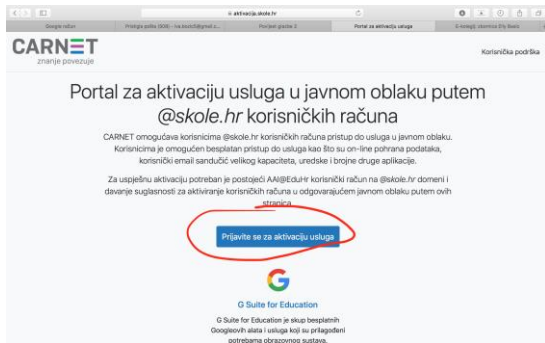 aktivacija.skole.hr
Google račun
Portal za aktivaciju usluga
CARNET
znanje povezuje
Korisnička podrška
Portal za aktivaciju usluga u javnom oblaku putem
@skole.hr korisničkih računa
CARNET omogućava korisnicima @skole.hr korisničkih računa pristup do usluga u javnom oblaku.
Korisnicima je omogućen besplatan pristup do usluga kao što su on-line pohrana podataka,
korisnički email sandučić velikog kapaciteta, uredske i brojne druge aplikacije.
Za uspješnu aktivaciju potreban je postojeći AAI@EduHr korisnički račun na @skole.hr domeni i
davanje suglasnosti za aktiviranje korisničkih računa u odgovarajućem javnom oblaku putem ovih
stranica.
Prijavite se za aktivaciju usluga
G
G Suite for Education
G Suite for Education je skup besplatnih
Googleovih alata i usluga koji su prilagođeni
potrebama obrazovnog sustava.